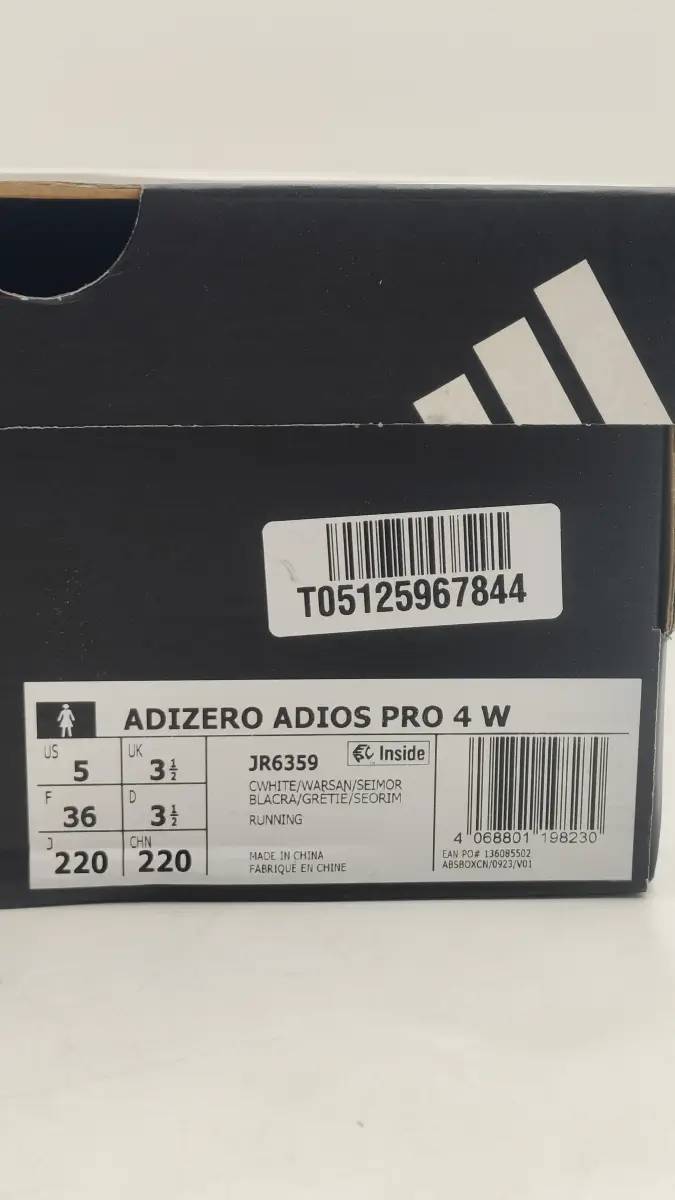 T05125967844
ADIZERO ADIOS PRO 4 W
US 5 UK 3½
F 36 D 3½
J 220 CHN 220
JR6359 Inside
CWHITE/WARSAN/SEIMOR
BLACRA/GRETIE/SEORIM
RUNNING
MADE IN CHINA
FABRIQUE EN CHINE
4 068801 198230
EAN PO# 136085502
ABSBOXCN/0923/V01